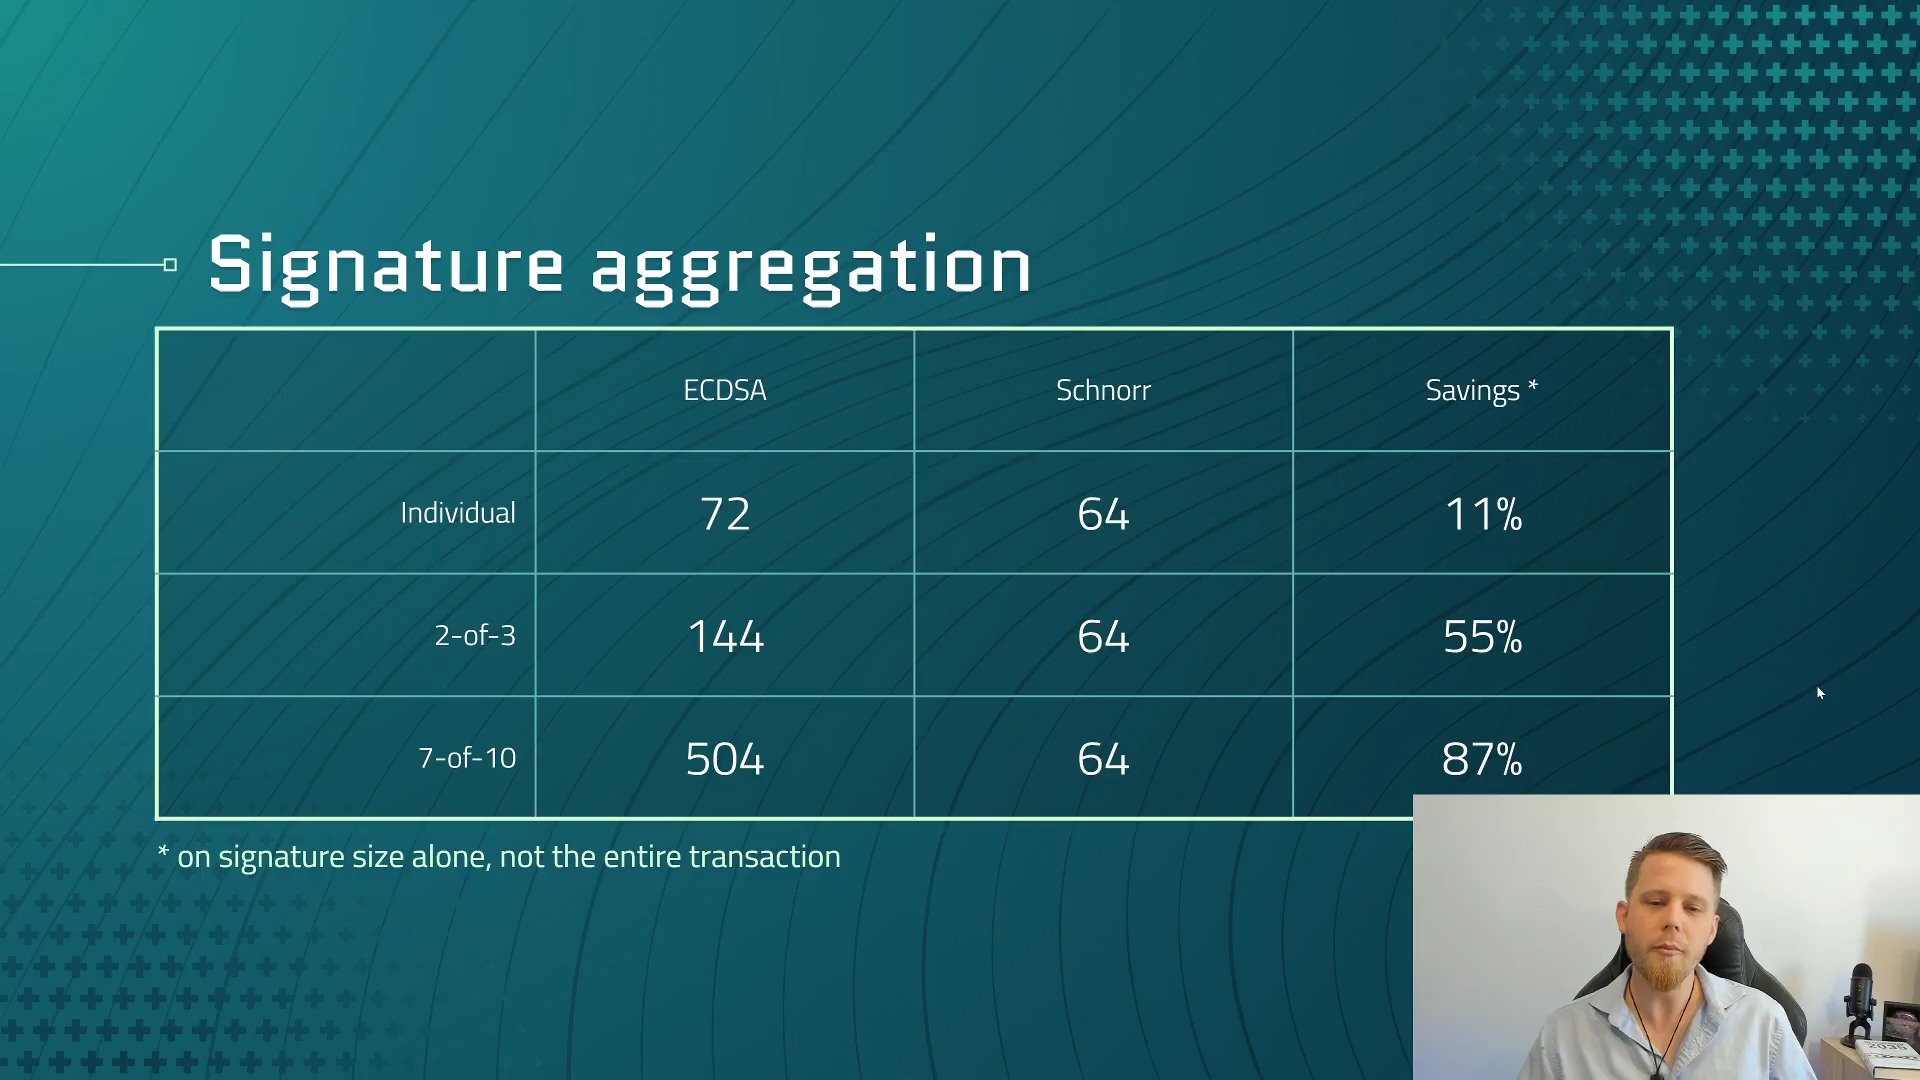 Signature aggregation
ECDSA Schnorr Savings *
Individual 72 64 11%
2-of-3 144 64 55%
7-of-10 504 64 87%
* on signature size alone, not the entire transaction